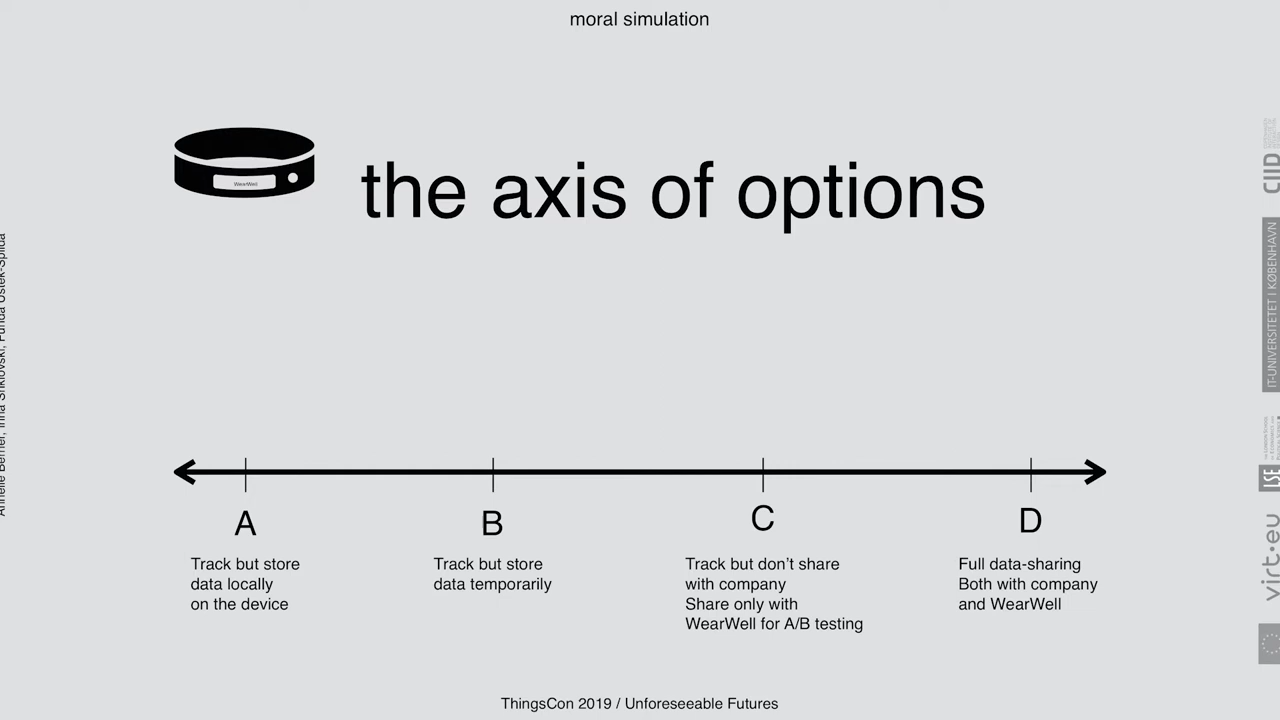 moral simulation
WearWell
the axis of options
A
Track but store
data locally
on the device
B
Track but store
data temporarily
C
Track but don't share
with company
Share only with
WearWell for A/B testing
D
Full data-sharing
Both with company
and WearWell
ThingsCon 2019 / Unforeseeable Futures
CIID
IT-UNIVERSITETET I KØBENHAVN
LSE
virt.eu